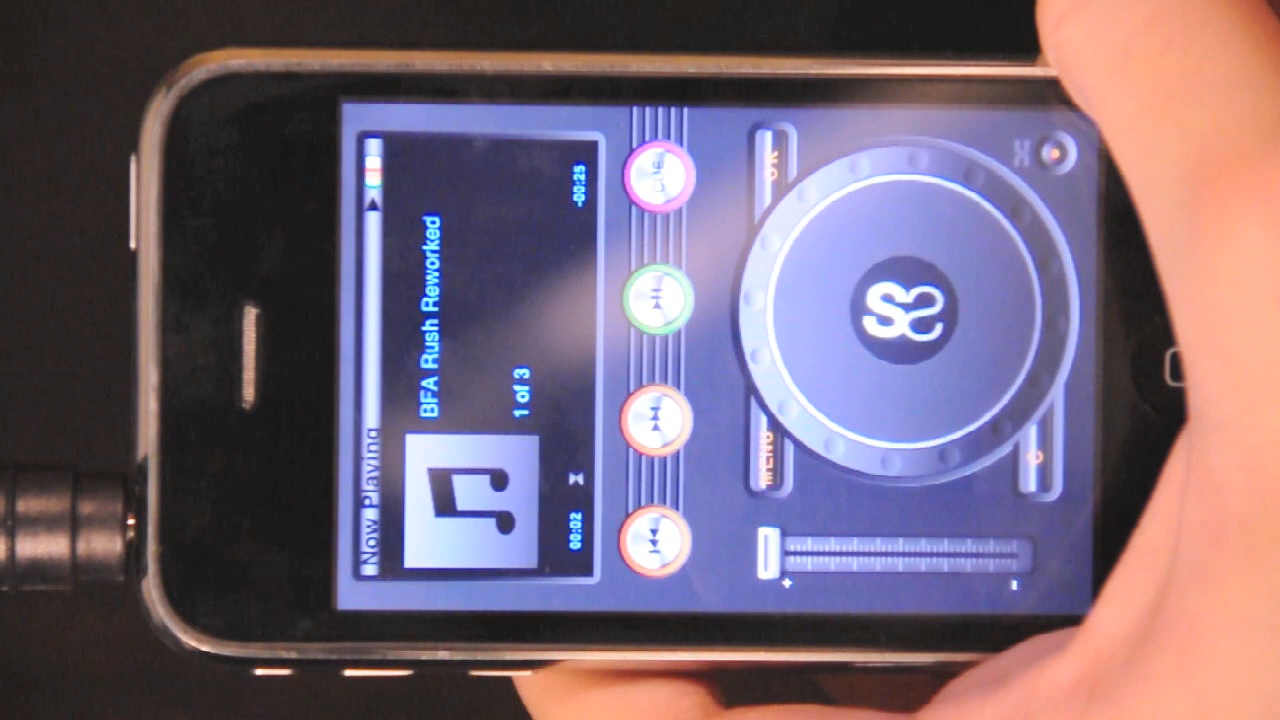 Now Playing
BFA Rush Reworked
1 of 3
00:02
-00:25
CUE
MENU
OK
+
-